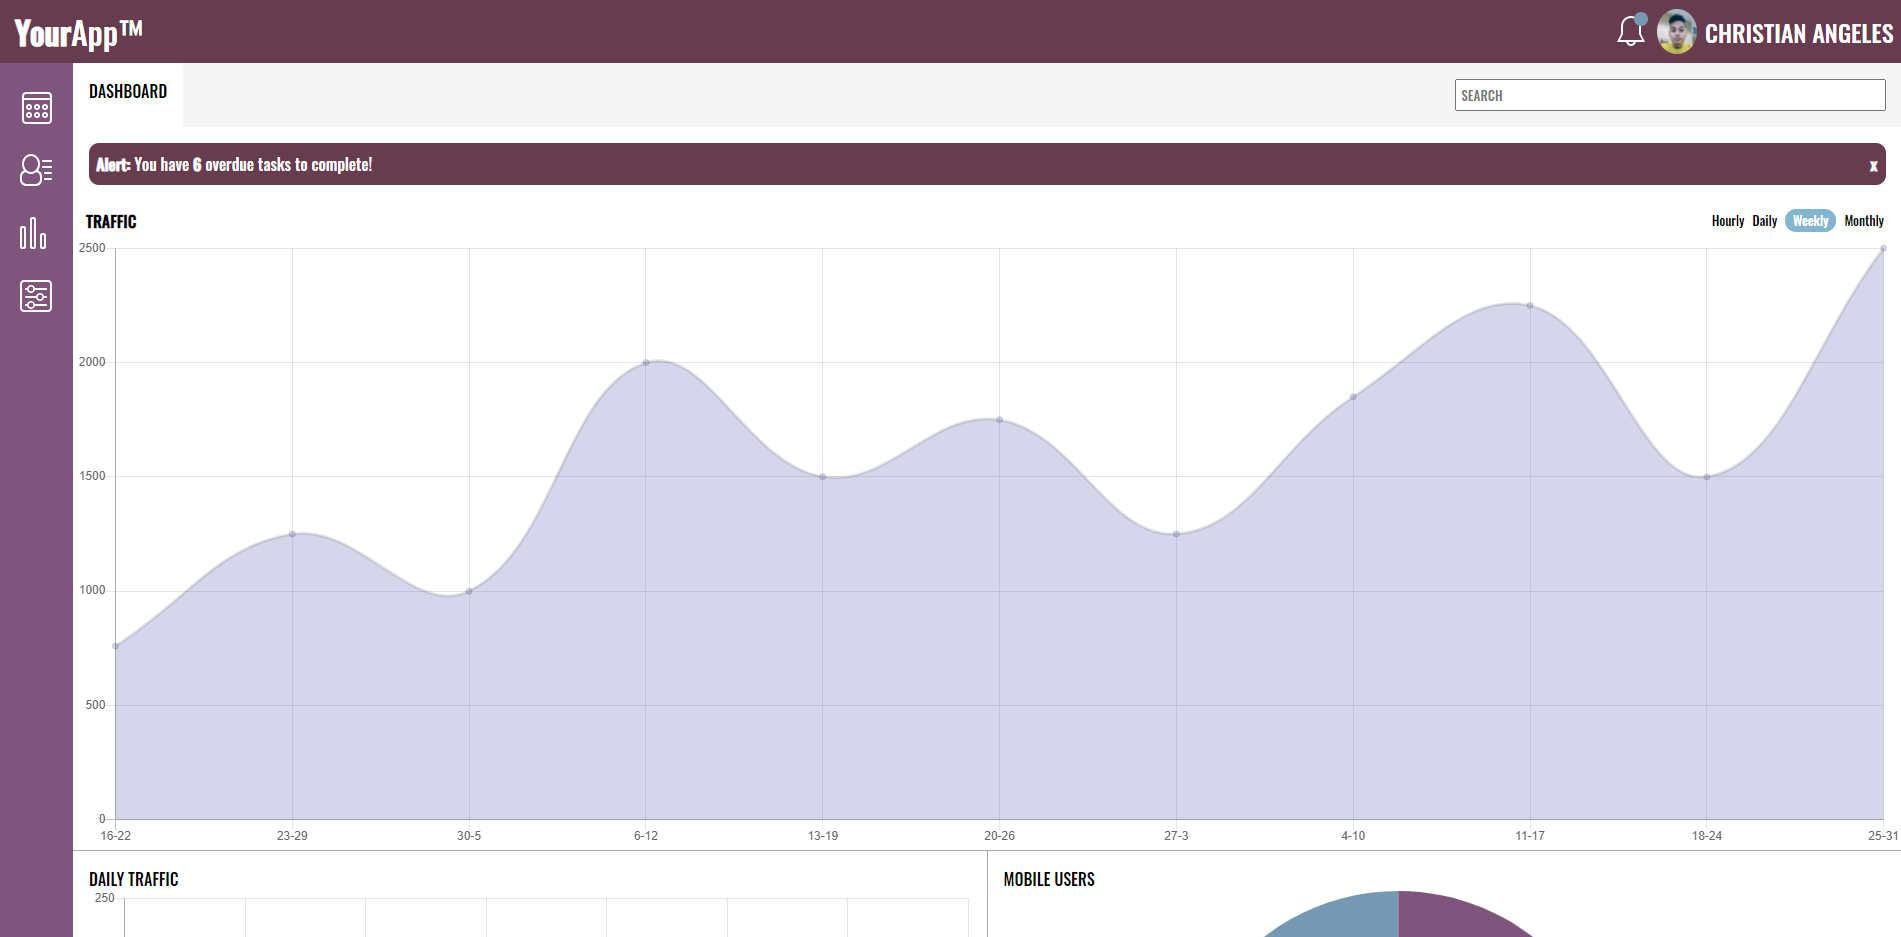 YourApp™
CHRISTIAN ANGELES
DASHBOARD
SEARCH
Alert: You have 6 overdue tasks to complete!
x
TRAFFIC
Hourly Daily Weekly Monthly
2500
2000
1500
1000
500
0
16-22 23-29 30-5 6-12 13-19 20-26 27-3 4-10 11-17 18-24 25-31
DAILY TRAFFIC
250
MOBILE USERS